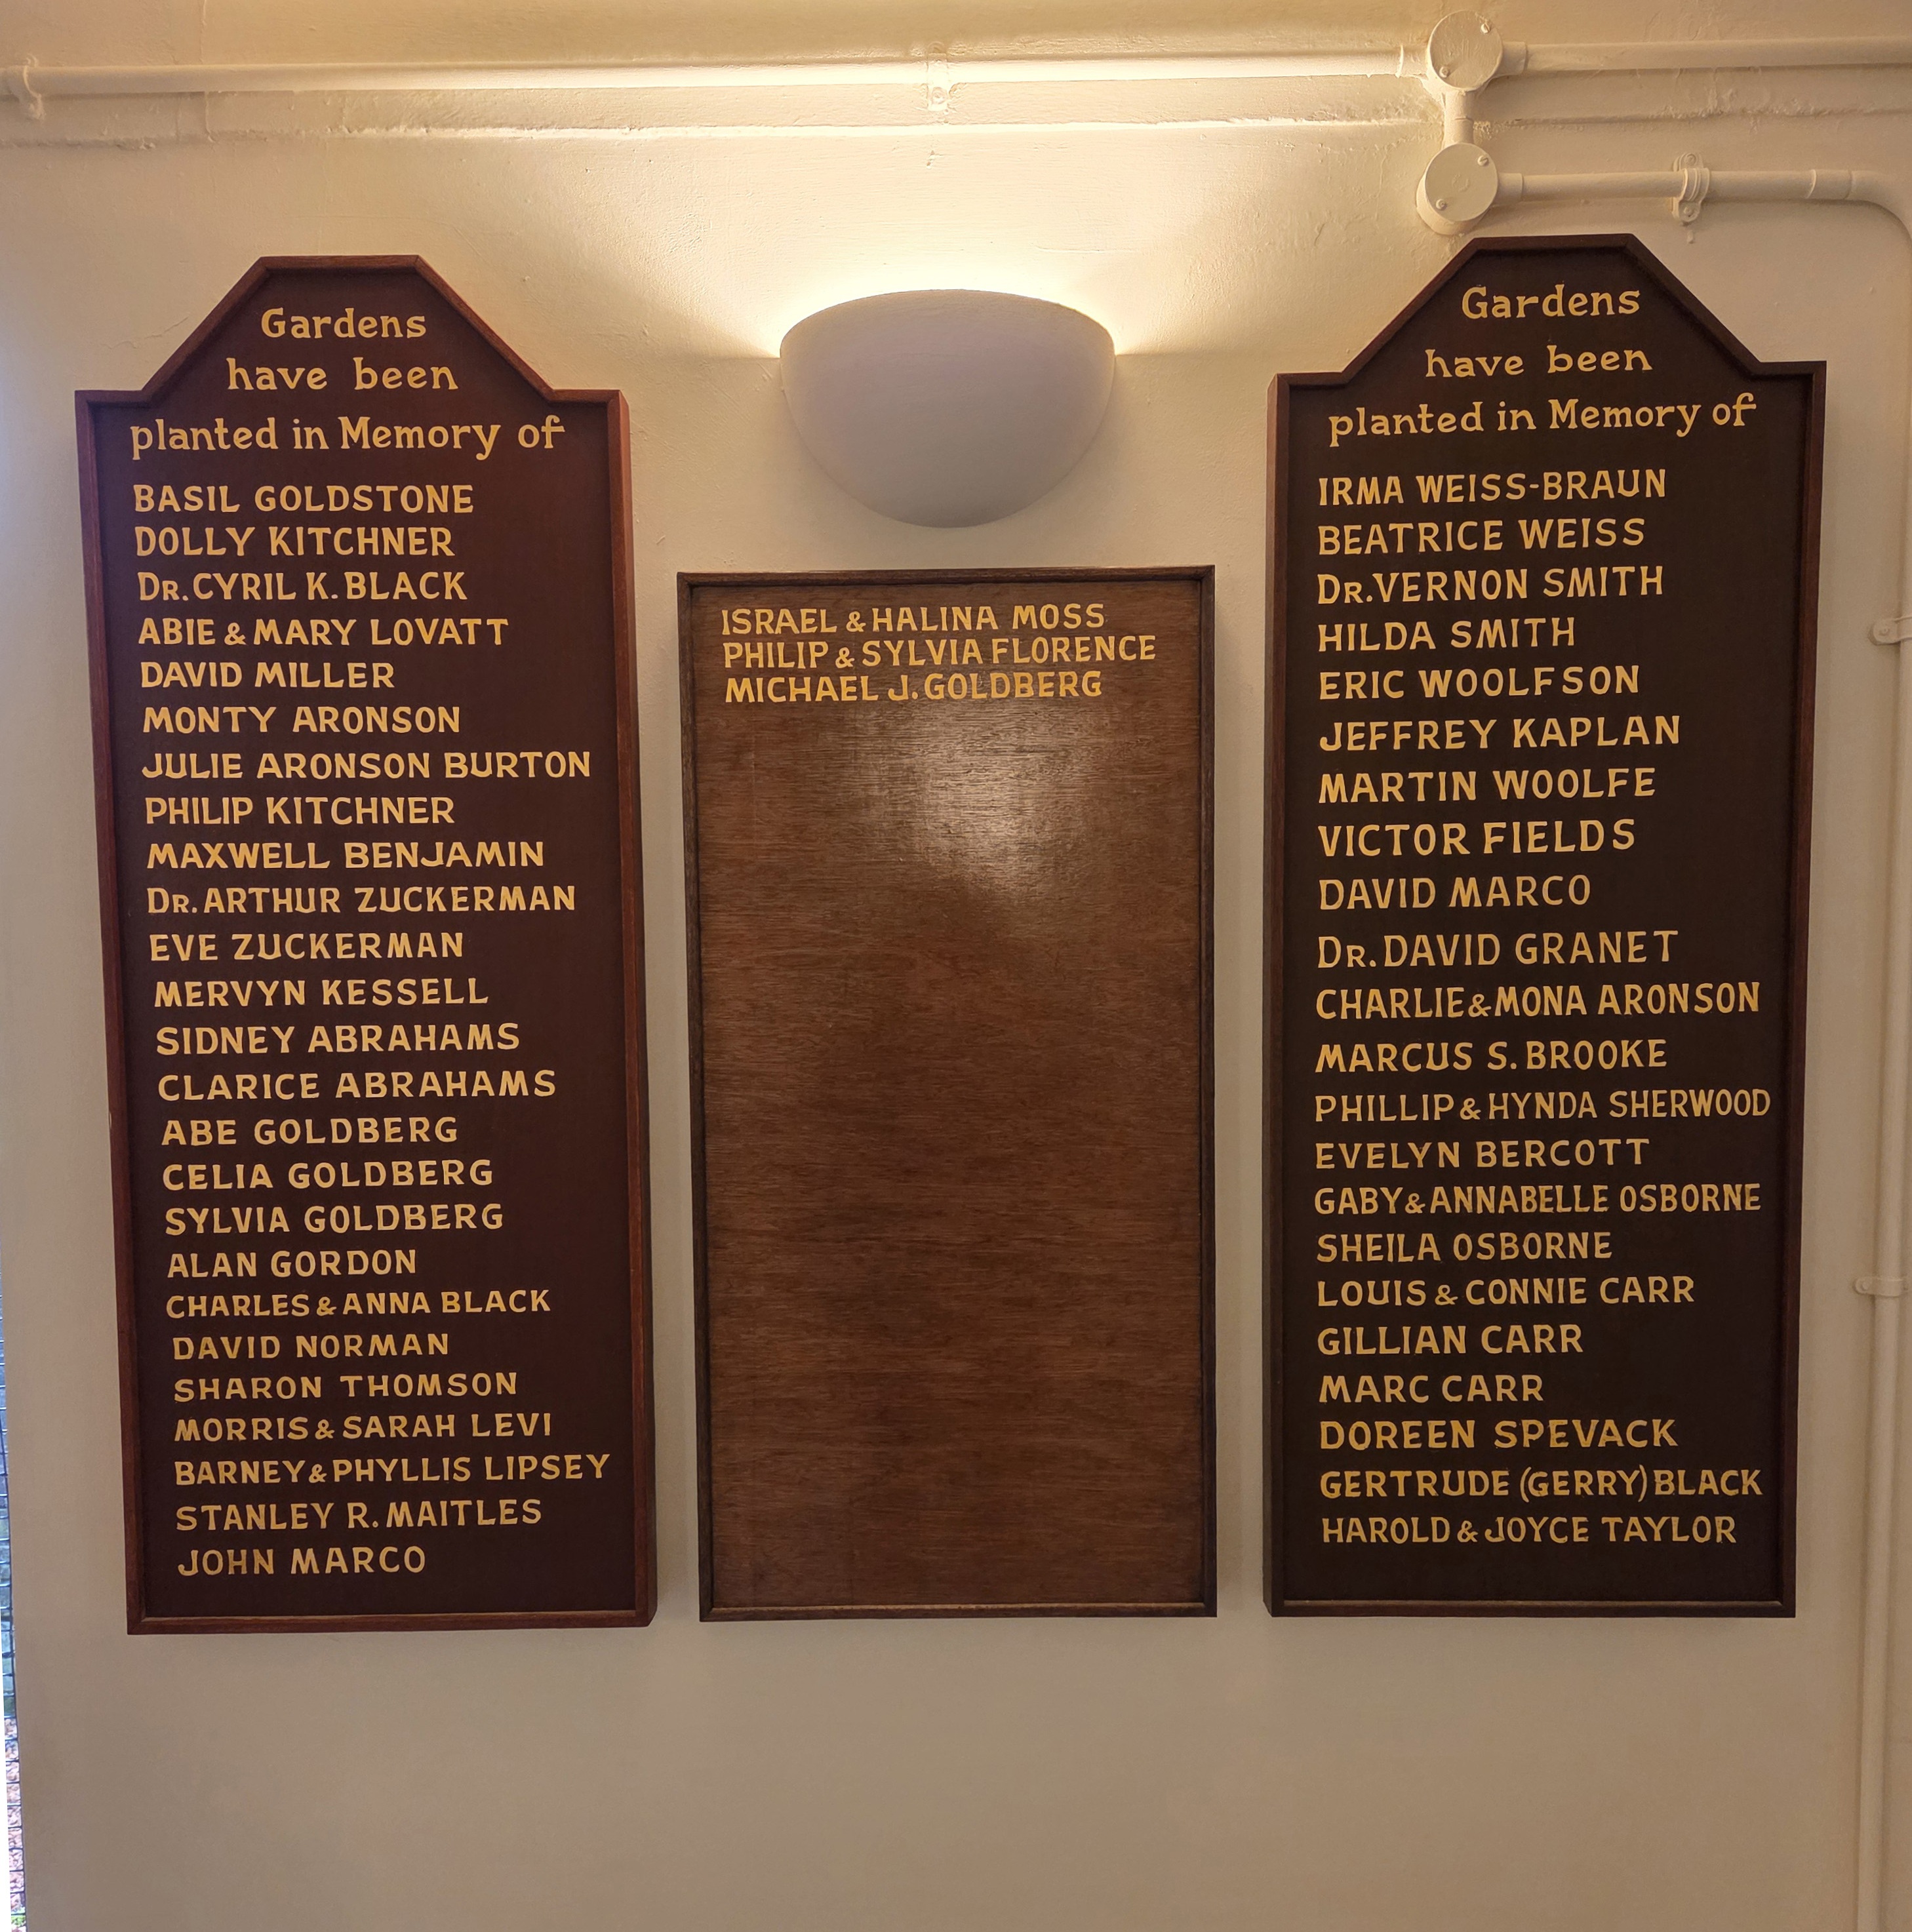 Gardens
have been
planted in Memory of
BASIL GOLDSTONE
DOLLY KITCHNER
DR. CYRIL K. BLACK
ABIE & MARY LOVATT
DAVID MILLER
MONTY ARONSON
JULIE ARONSON BURTON
PHILIP KITCHNER
MAXWELL BENJAMIN
DR. ARTHUR ZUCKERMAN
EVE ZUCKERMAN
MERVYN KESSELL
SIDNEY ABRAHAMS
CLARICE ABRAHAMS
ABE GOLDBERG
CELIA GOLDBERG
SYLVIA GOLDBERG
ALAN GORDON
CHARLES & ANNA BLACK
DAVID NORMAN
SHARON THOMSON
MORRIS & SARAH LEVI
BARNEY & PHYLLIS LIPSEY
STANLEY R. MAITLES
JOHN MARCO
ISRAEL & HALINA MOSS
PHILIP & SYLVIA FLORENCE
MICHAEL J. GOLDBERG
Gardens
have been
planted in Memory of
IRMA WEISS-BRAUN
BEATRICE WEISS
DR. VERNON SMITH
HILDA SMITH
ERIC WOOLFSON
JEFFREY KAPLAN
MARTIN WOOLFE
VICTOR FIELDS
DAVID MARCO
DR. DAVID GRANET
CHARLIE & MONA ARONSON
MARCUS S. BROOKE
PHILLIP & HYNDA SHERWOOD
EVELYN BERCOTT
GABY & ANNABELLE OSBORNE
SHEILA OSBORNE
LOUIS & CONNIE CARR
GILLIAN CARR
MARC CARR
DOREEN SPEVACK
GERTRUDE (GERRY) BLACK
HAROLD & JOYCE TAYLOR